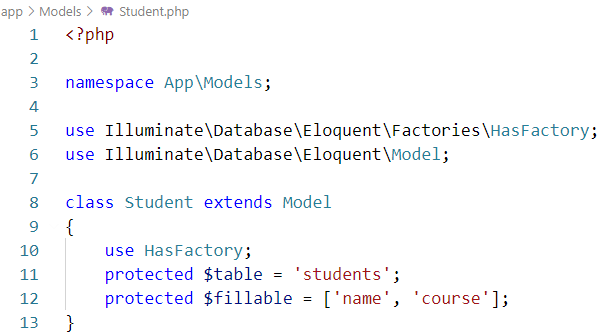 app > Models > Student.php
1 <?php
2
3 namespace App\Models;
4
5 use Illuminate\Database\Eloquent\Factories\HasFactory;
6 use Illuminate\Database\Eloquent\Model;
7
8 class Student extends Model
9 {
10 use HasFactory;
11 protected $table = 'students';
12 protected $fillable = ['name', 'course'];
13 }